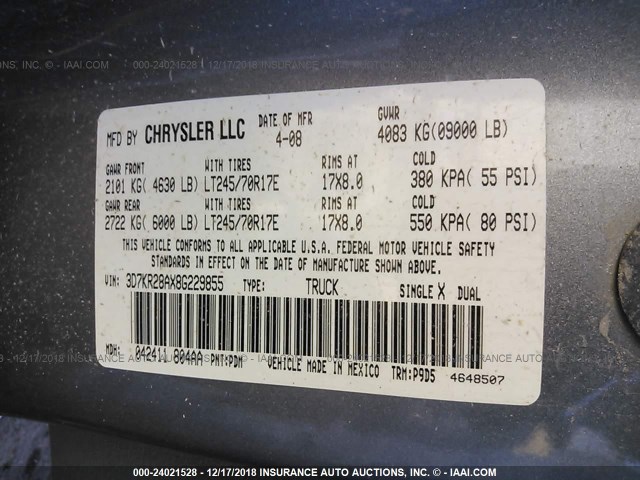 INC. - © IAAI.COM 000-24021528 - 12/17/2018 INSURANCE AUTO AUCTIONS, INC. - © IAAI.COM
MFD BY CHRYSLER LLC DATE OF MFR 4-08 GVWR 4083 KG(09000 LB)
GAWR FRONT WITH TIRES RIMS AT COLD
2101 KG( 4630 LB) LT245/70R17E 17X8.0 380 KPA( 55 PSI)
GAWR REAR WITH TIRES RIMS AT COLD
2722 KG( 6000 LB) LT245/70R17E 17X8.0 550 KPA( 80 PSI)
THIS VEHICLE CONFORMS TO ALL APPLICABLE U.S.A. FEDERAL MOTOR VEHICLE SAFETY
STANDARDS IN EFFECT ON THE DATE OF MANUFACTURE SHOWN ABOVE.
VIN: 3D7KR28AX8G229855 TYPE: TRUCK SINGLE X DUAL
MDH: 042411 804AA PNT:PDM VEHICLE MADE IN MEXICO TRM:P9D5 4648507
000-24021528 - 12/17/2018 INSURANCE AUTO AUCTIONS, INC. - © IAAI.COM